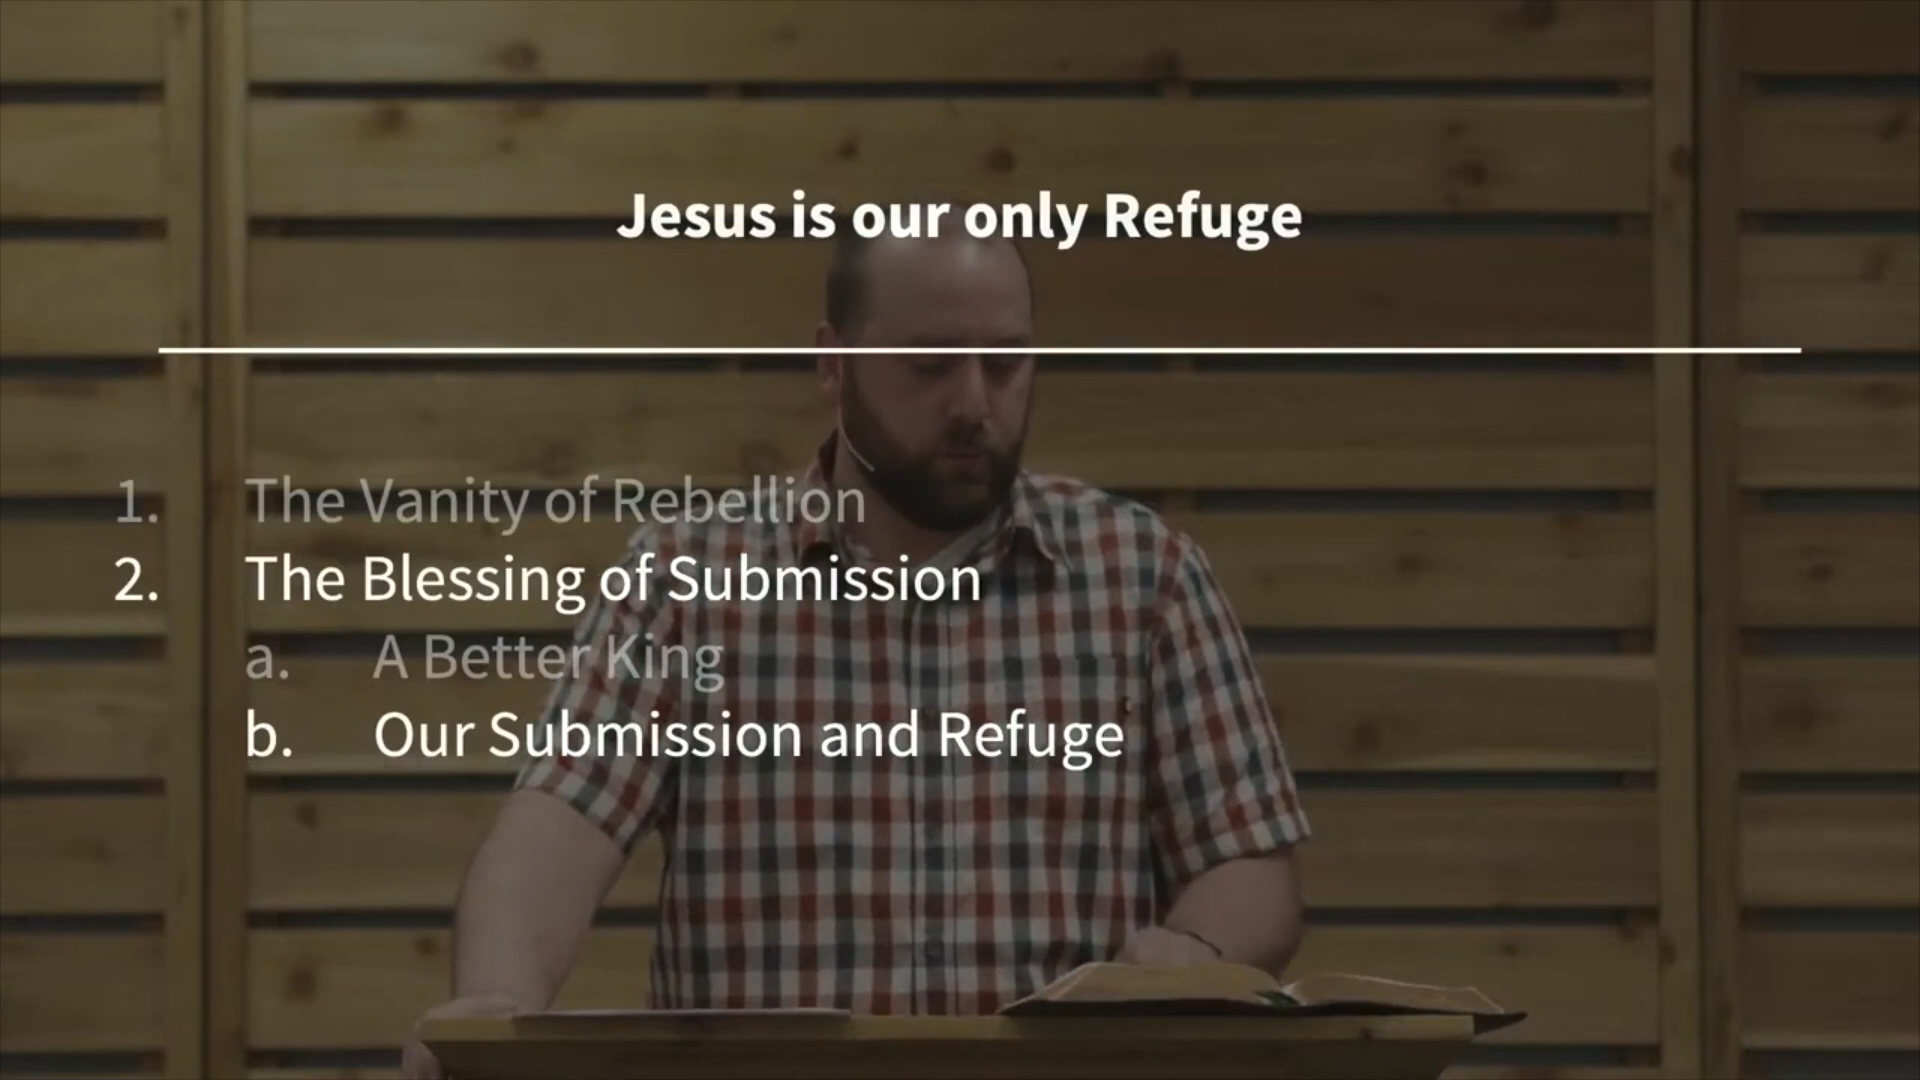 Jesus is our only Refuge
1. The Vanity of Rebellion
2. The Blessing of Submission
a. A Better King
b. Our Submission and Refuge